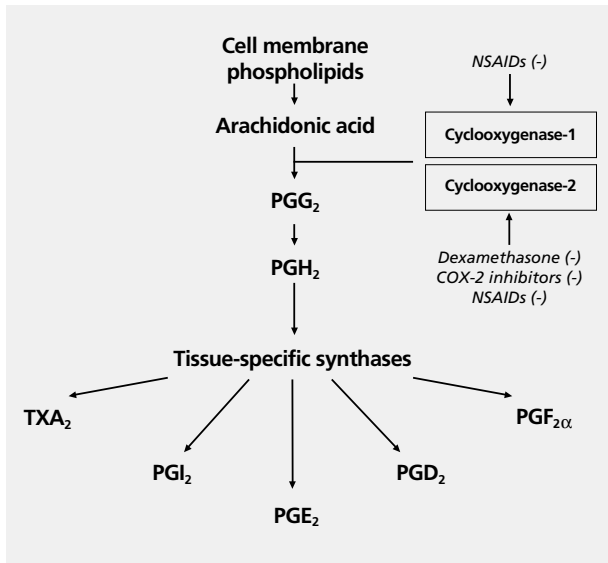 Cell membrane
phospholipids
NSAIDs (-)
Arachidonic acid
Cyclooxygenase-1
Cyclooxygenase-2
PGG₂
Dexamethasone (-)
COX-2 inhibitors (-)
NSAIDs (-)
PGH₂
Tissue-specific synthases
TXA₂
PGF₂α
PGI₂
PGD₂
PGE₂